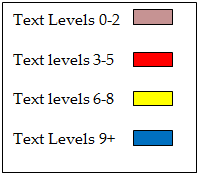 Text Levels 0-2
Text levels 3-5
Text levels 6-8
Text Levels 9+